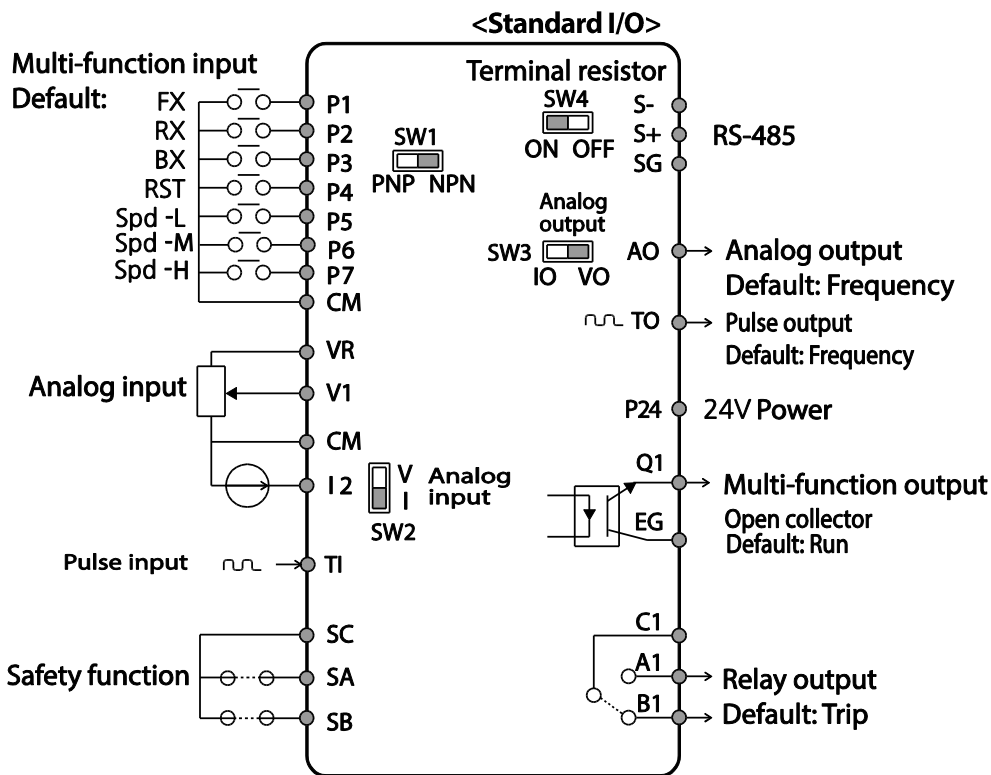 <Standard I/O>
Multi-function input
Default:
FX
RX
BX
RST
Spd -L
Spd -M
Spd -H
P1
P2
P3
P4
P5
P6
P7
CM
SW1
PNP NPN
Terminal resistor
SW4
ON OFF
S-
S+
SG
RS-485
Analog
output
SW3
IO VO
AO
Analog output
Default: Frequency
TO
Pulse output
Default: Frequency
Analog input
VR
V1
CM
I 2
V
I
Analog
input
SW2
P24
24V Power
Q1
EG
Multi-function output
Open collector
Default: Run
Pulse input
TI
Safety function
SC
SA
SB
C1
A1
B1
Relay output
Default: Trip